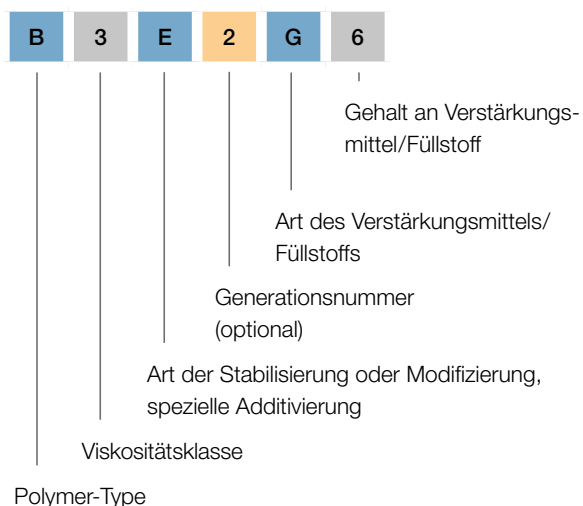 B 3 E 2 G 6
Gehalt an Verstärkungs-
mittel/Füllstoff
Art des Verstärkungsmittels/
Füllstoffs
Generationsnummer
(optional)
Art der Stabilisierung oder Modifizierung,
spezielle Additivierung
Viskositätsklasse
Polymer-Type